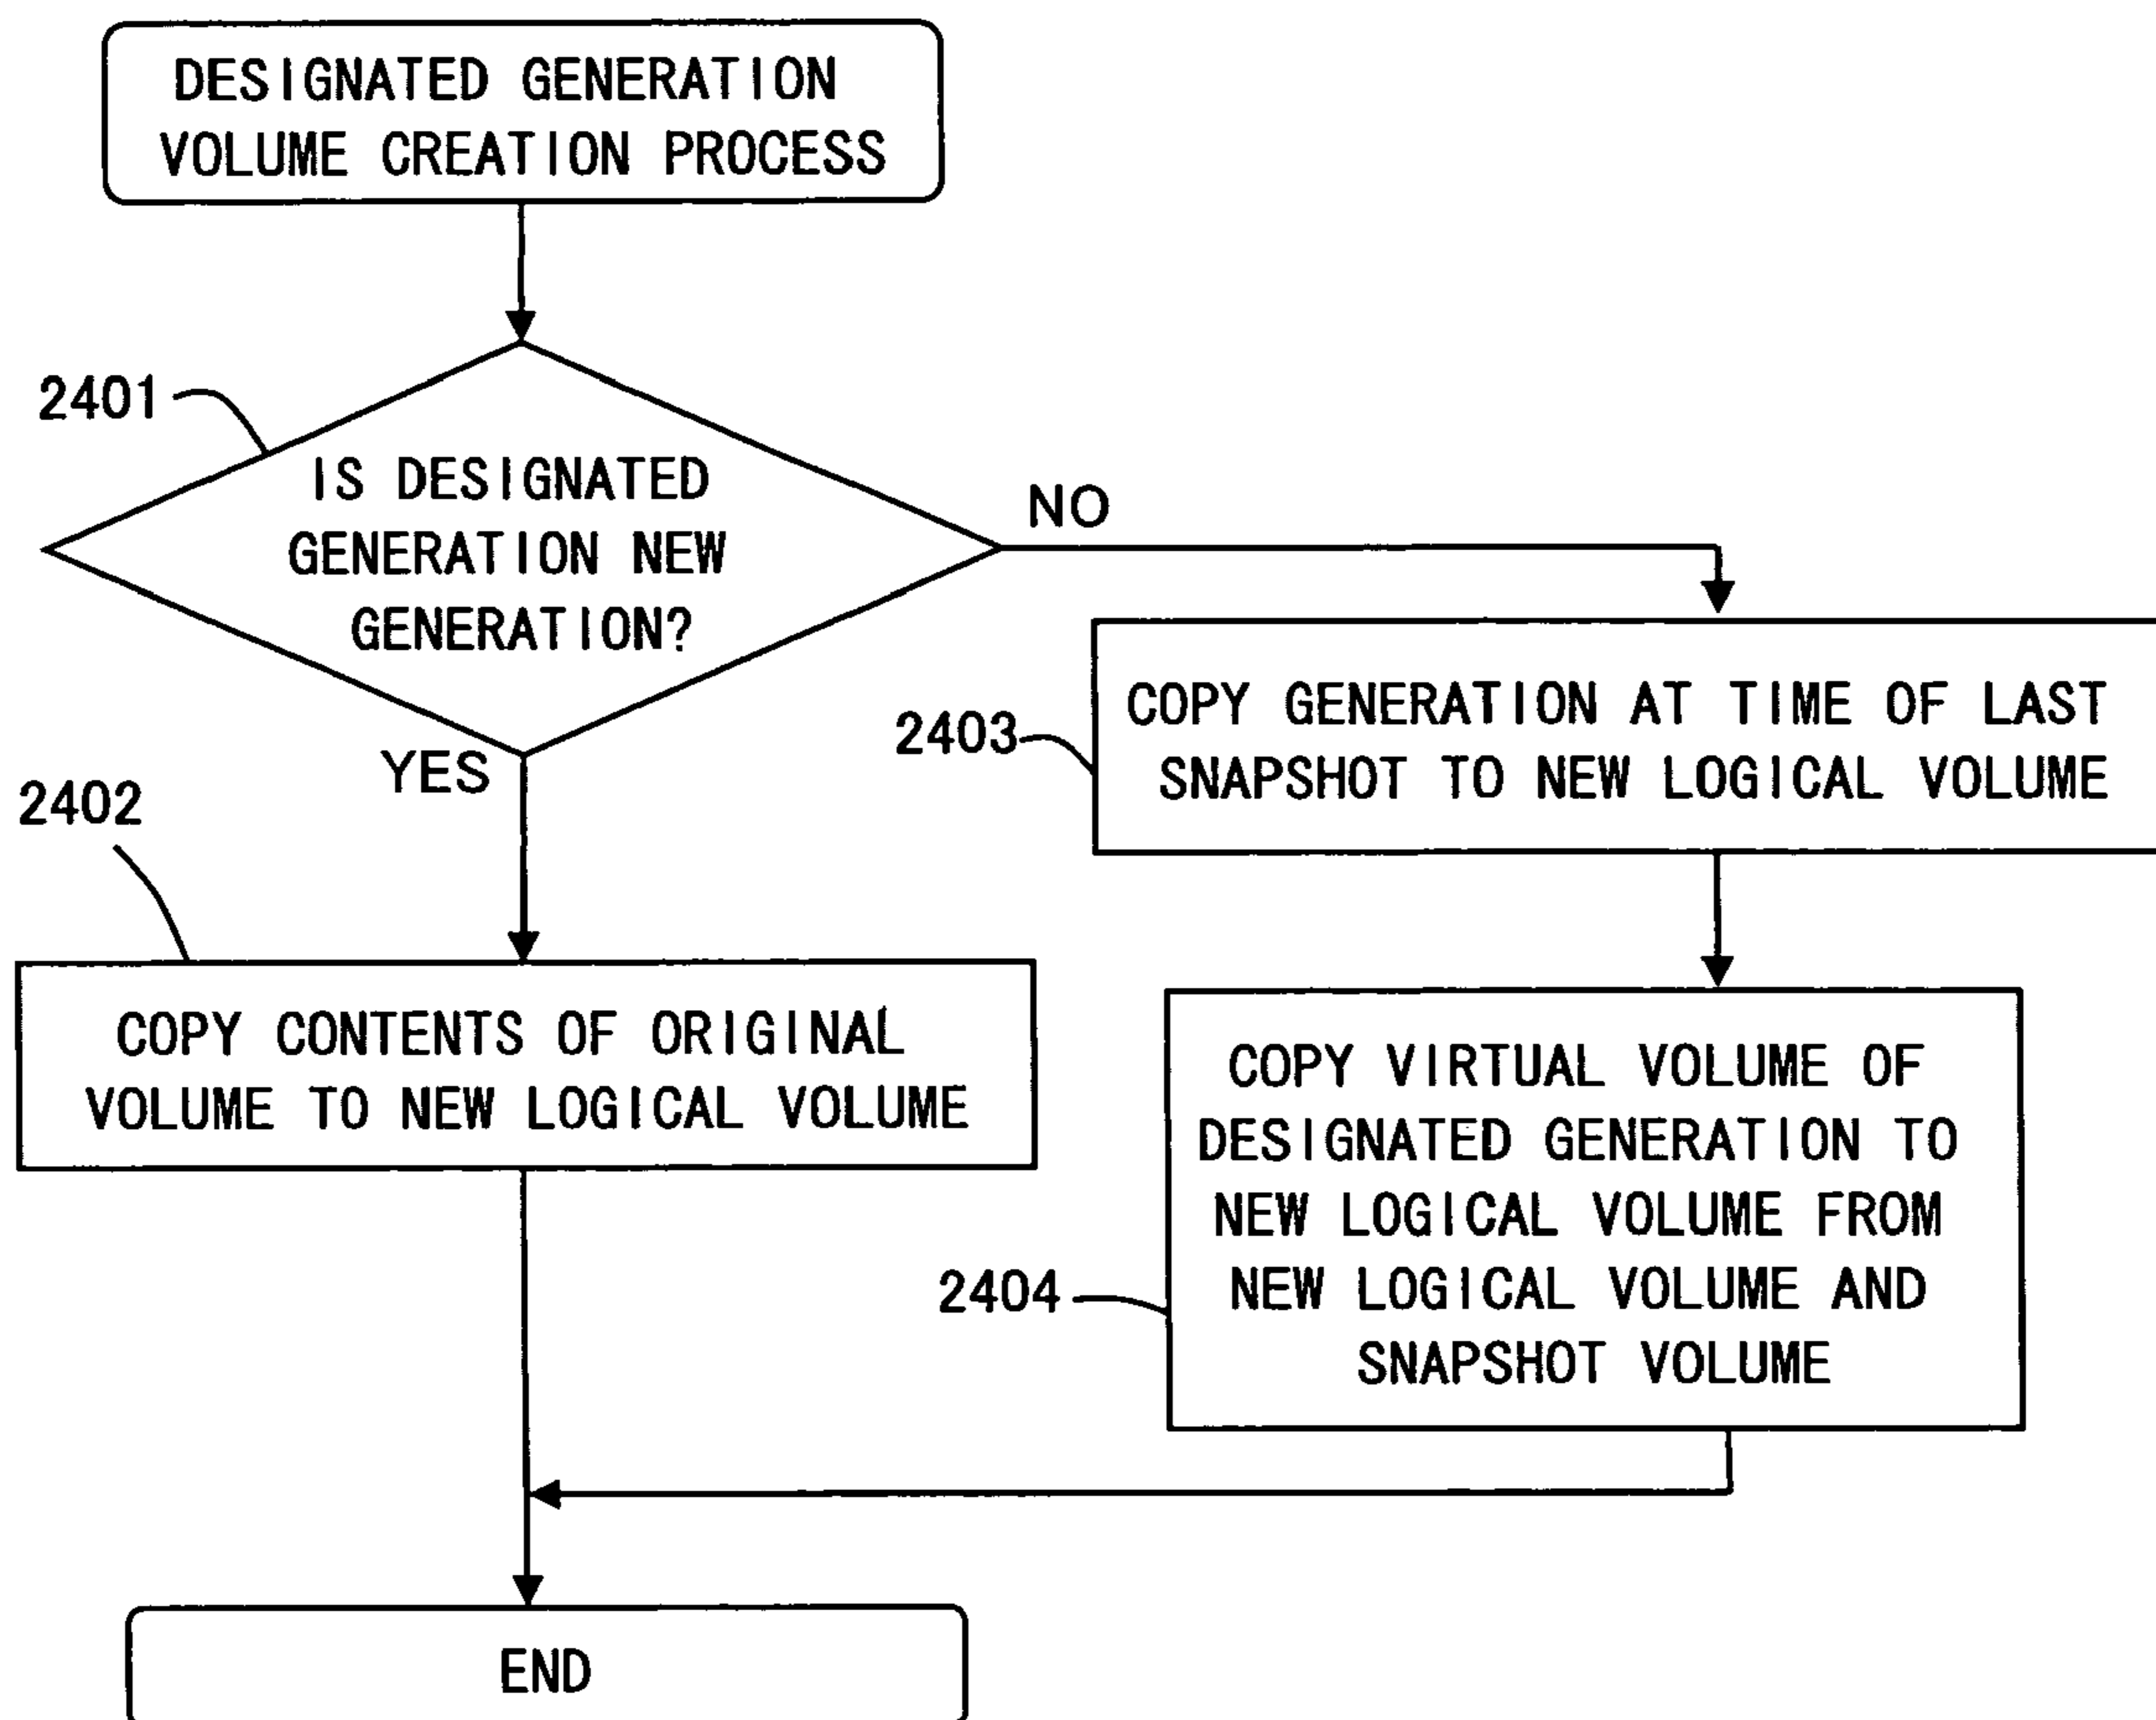 DESIGNATED GENERATION
VOLUME CREATION PROCESS
2401
IS DESIGNATED
GENERATION NEW
GENERATION?
NO
YES
2403
COPY GENERATION AT TIME OF LAST
SNAPSHOT TO NEW LOGICAL VOLUME
2402
COPY CONTENTS OF ORIGINAL
VOLUME TO NEW LOGICAL VOLUME
2404
COPY VIRTUAL VOLUME OF
DESIGNATED GENERATION TO
NEW LOGICAL VOLUME FROM
NEW LOGICAL VOLUME AND
SNAPSHOT VOLUME
END